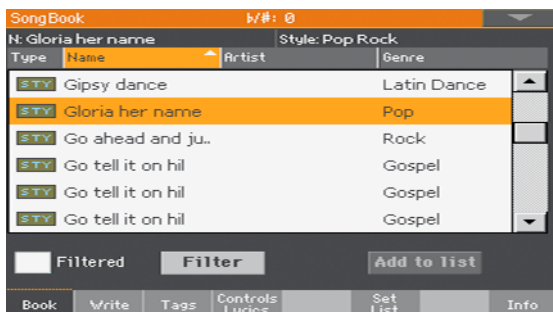 SongBook ♭/#: 0
N: Gloria her name Style: Pop Rock
Type Name Artist Genre
STY Gipsy dance Latin Dance
STY Gloria her name Pop
STY Go ahead and ju.. Rock
STY Go tell it on hil Gospel
STY Go tell it on hil Gospel
STY Go tell it on hil Gospel
Filtered Filter Add to list
Book Write Tags Controls Lyrics Set List Info